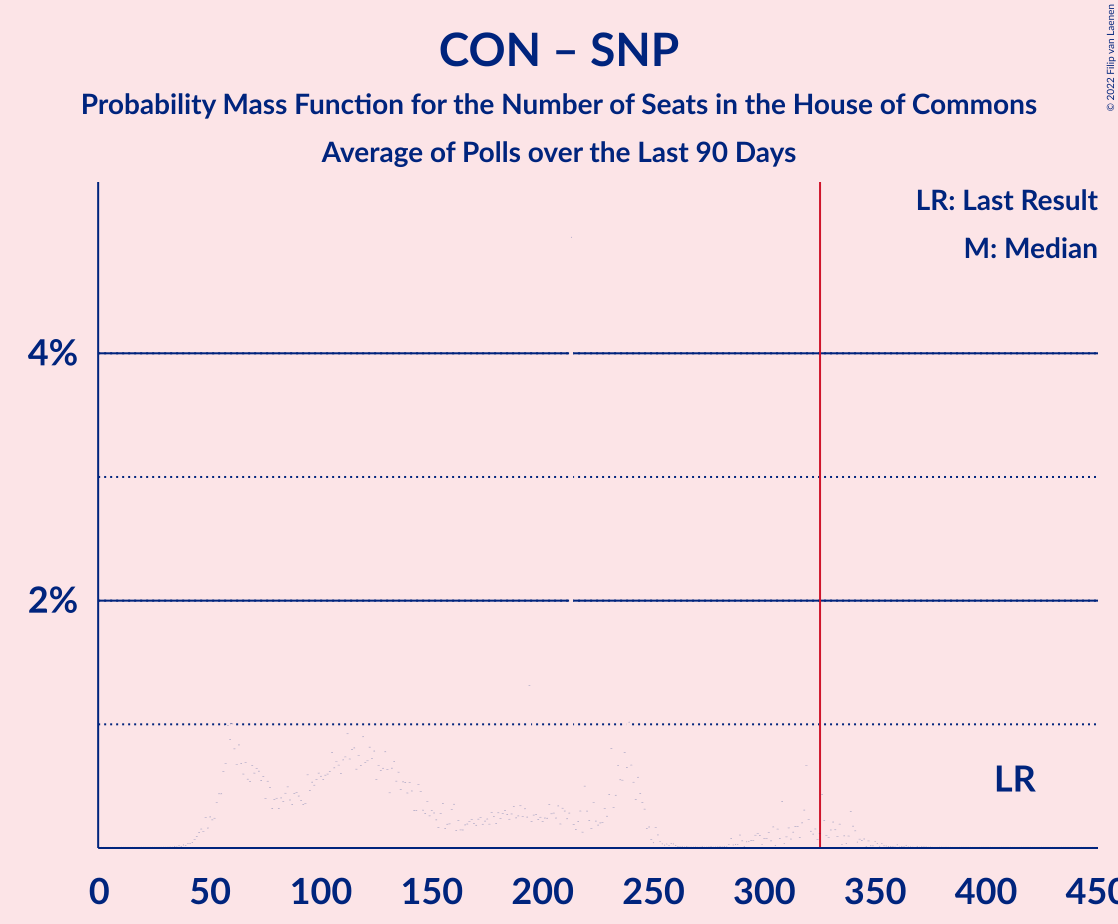 CON – SNP
Probability Mass Function for the Number of Seats in the House of Commons
Average of Polls over the Last 90 Days
© 2022 Filip van Laenen
LR: Last Result
M: Median
4%
2%
LR
0 50 100 150 200 250 300 350 400 450